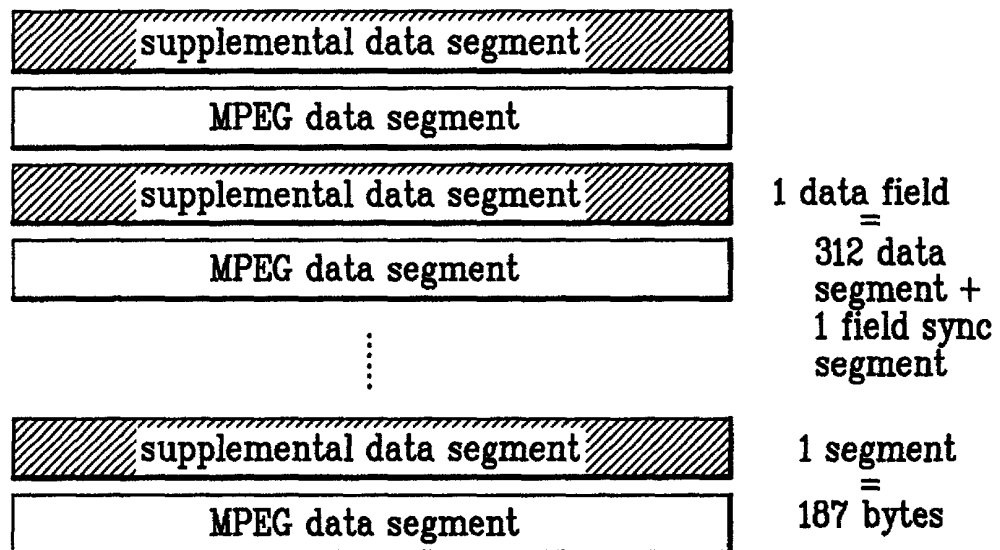 supplemental data segment
MPEG data segment
supplemental data segment
MPEG data segment
supplemental data segment
MPEG data segment
1 data field
=
312 data
segment +
1 field sync
segment
1 segment
=
187 bytes